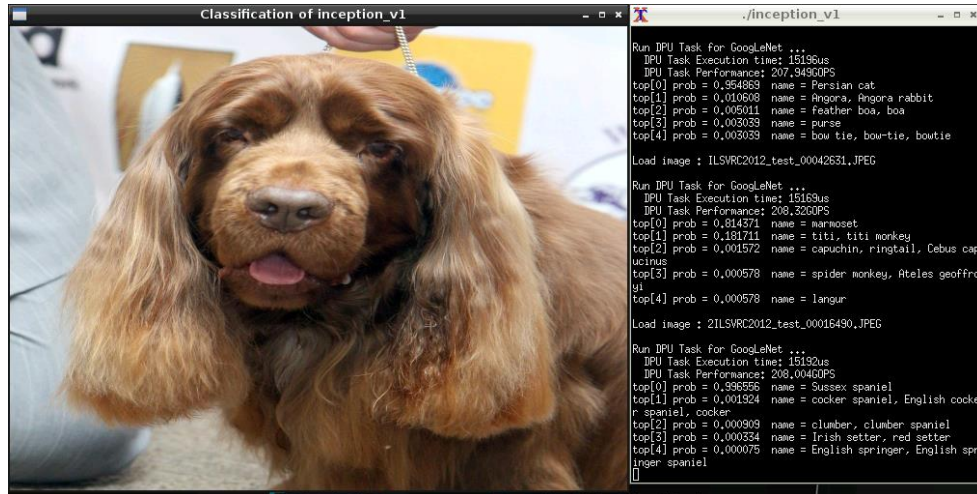 Classification of inception_v1
./inception_v1
Run DPU Task for GoogLeNet ...
DPU Task Execution time: 15196us
DPU Task Performance: 207.949GOPS
top[0] prob = 0.954869 name = Persian cat
top[1] prob = 0.010608 name = Angora, Angora rabbit
top[2] prob = 0.005011 name = feather boa, boa
top[3] prob = 0.003039 name = purse
top[4] prob = 0.003039 name = bow tie, bow-tie, bowtie
Load image : ILSVRC2012_test_00042631.JPEG
Run DPU Task for GoogLeNet ...
DPU Task Execution time: 15169us
DPU Task Performance: 208.32GOPS
top[0] prob = 0.814371 name = marmoset
top[1] prob = 0.181711 name = titi, titi monkey
top[2] prob = 0.001572 name = capuchin, ringtail, Cebus cap
ucinus
top[3] prob = 0.000578 name = spider monkey, Ateles geoffro
yi
top[4] prob = 0.000578 name = langur
Load image : 2ILSVRC2012_test_00016490.JPEG
Run DPU Task for GoogLeNet ...
DPU Task Execution time: 15192us
DPU Task Performance: 208.004GOPS
top[0] prob = 0.996556 name = Sussex spaniel
top[1] prob = 0.001924 name = cocker spaniel, English cocke
r spaniel, cocker
top[2] prob = 0.000909 name = clumber, clumber spaniel
top[3] prob = 0.000334 name = Irish setter, red setter
top[4] prob = 0.000075 name = English springer, English spr
inger spaniel